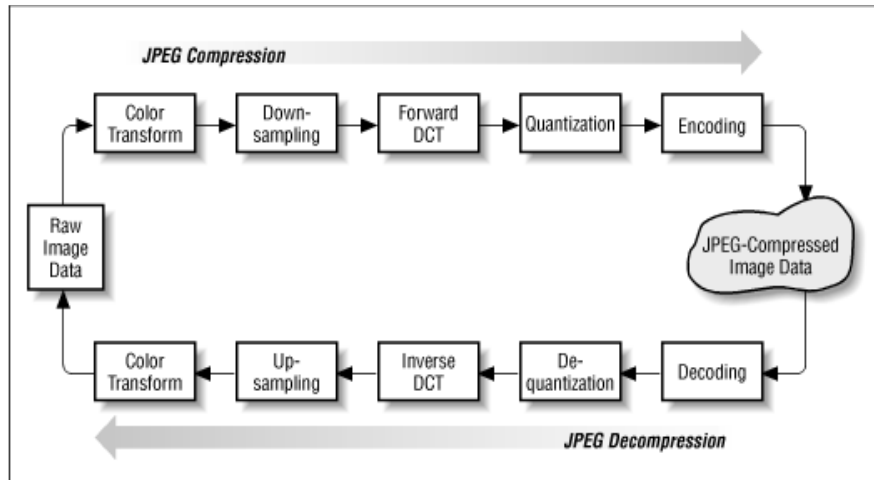 JPEG Compression
Color
Transform
Down-
sampling
Forward
DCT
Quantization
Encoding
Raw
Image
Data
JPEG-Compressed
Image Data
Color
Transform
Up-
sampling
Inverse
DCT
De-
quantization
Decoding
JPEG Decompression